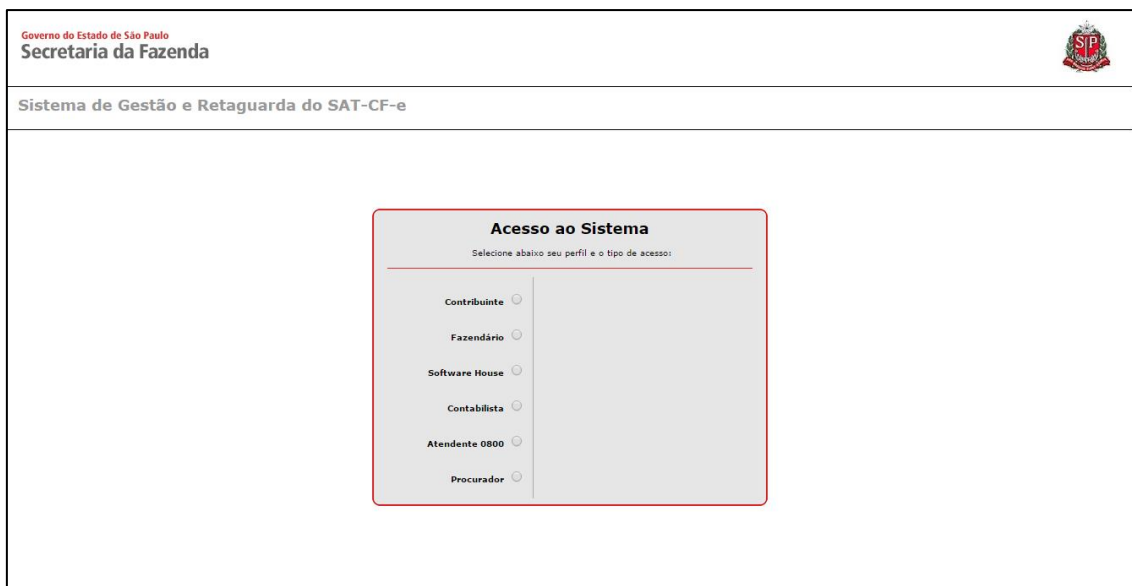 Governo do Estado de São Paulo
Secretaria da Fazenda
SP
Sistema de Gestão e Retaguarda do SAT-CF-e
Acesso ao Sistema
Selecione abaixo seu perfil e o tipo de acesso:
Contribuinte
Fazendário
Software House
Contabilista
Atendente 0800
Procurador